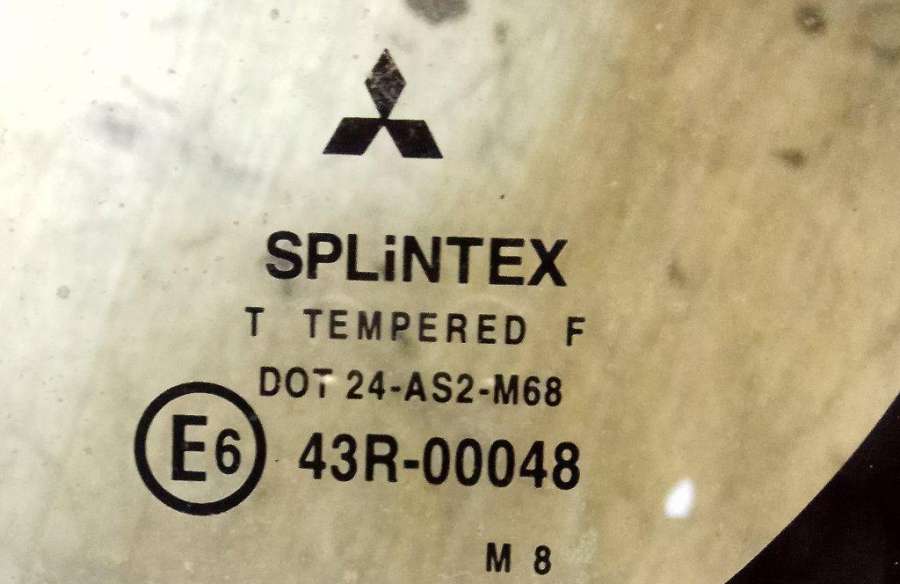 SPLiNTEX
T TEMPERED F
DOT 24-AS2-M68
E6 43R-00048
M 8